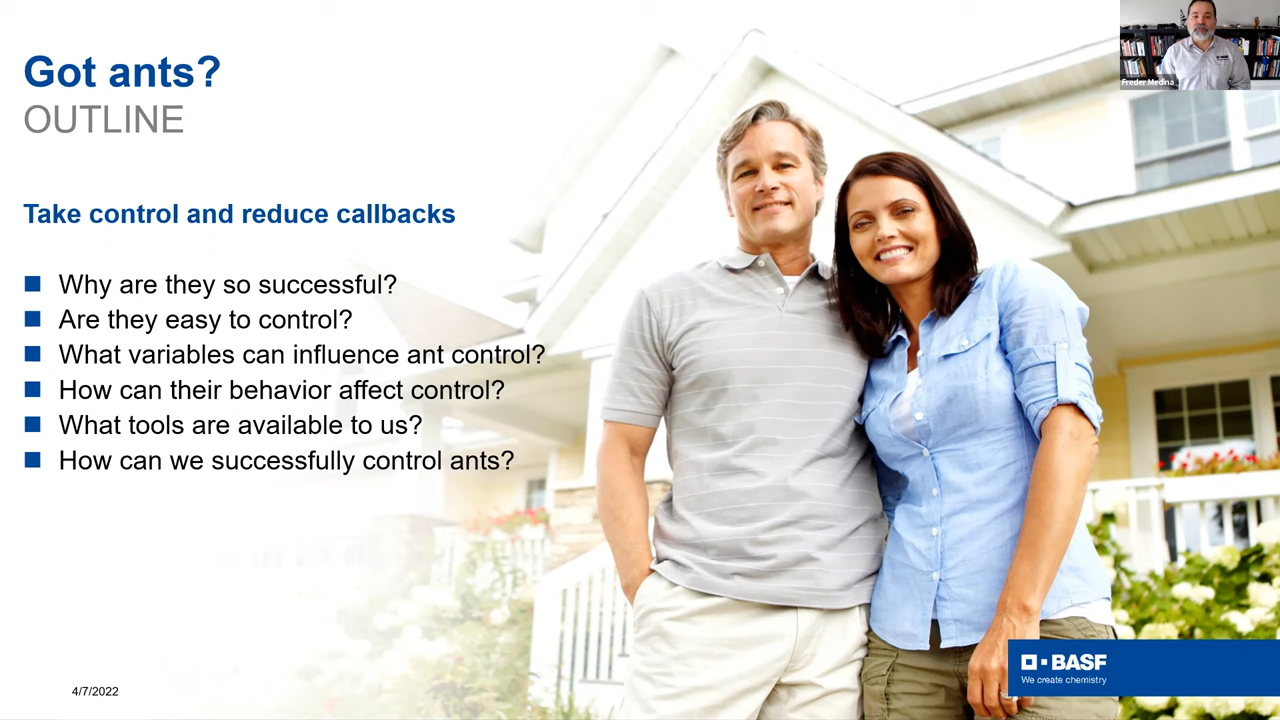 Got ants?
OUTLINE
Take control and reduce callbacks
Why are they so successful?
Are they easy to control?
What variables can influence ant control?
How can their behavior affect control?
What tools are available to us?
How can we successfully control ants?
4/7/2022
Freder Medina
BASF
We create chemistry